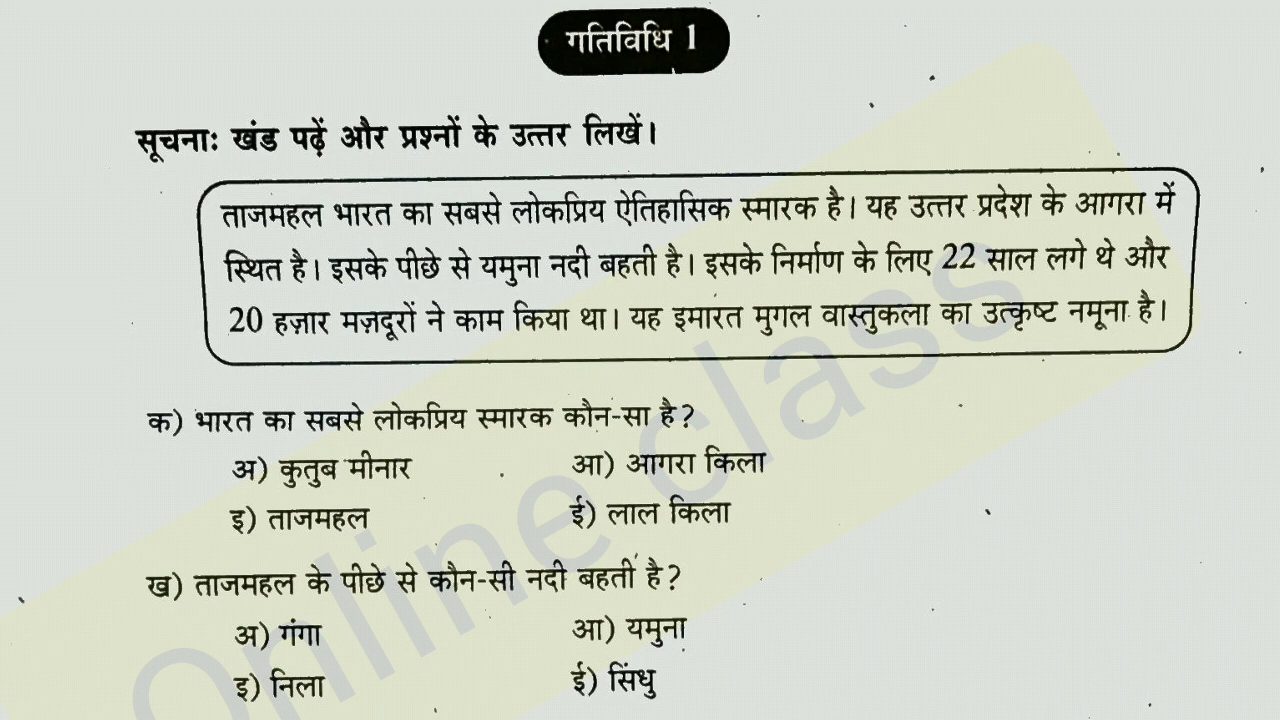 गतिविधि 1
सूचनाः खंड पढ़ें और प्रश्नों के उत्तर लिखें।
ताजमहल भारत का सबसे लोकप्रिय ऐतिहासिक स्मारक है। यह उत्तर प्रदेश के आगरा में
स्थित है। इसके पीछे से यमुना नदी बहती है। इसके निर्माण के लिए 22 साल लगे थे और
20 हज़ार मज़दूरों ने काम किया था। यह इमारत मुगल वास्तुकला का उत्कृष्ट नमूना है।
क) भारत का सबसे लोकप्रिय स्मारक कौन-सा है?
अ) कुतुब मीनार आ) आगरा किला
इ) ताजमहल ई) लाल किला
ख) ताजमहल के पीछे से कौन-सी नदी बहती है?
अ) गंगा आ) यमुना
इ) निला ई) सिंधु
Online class